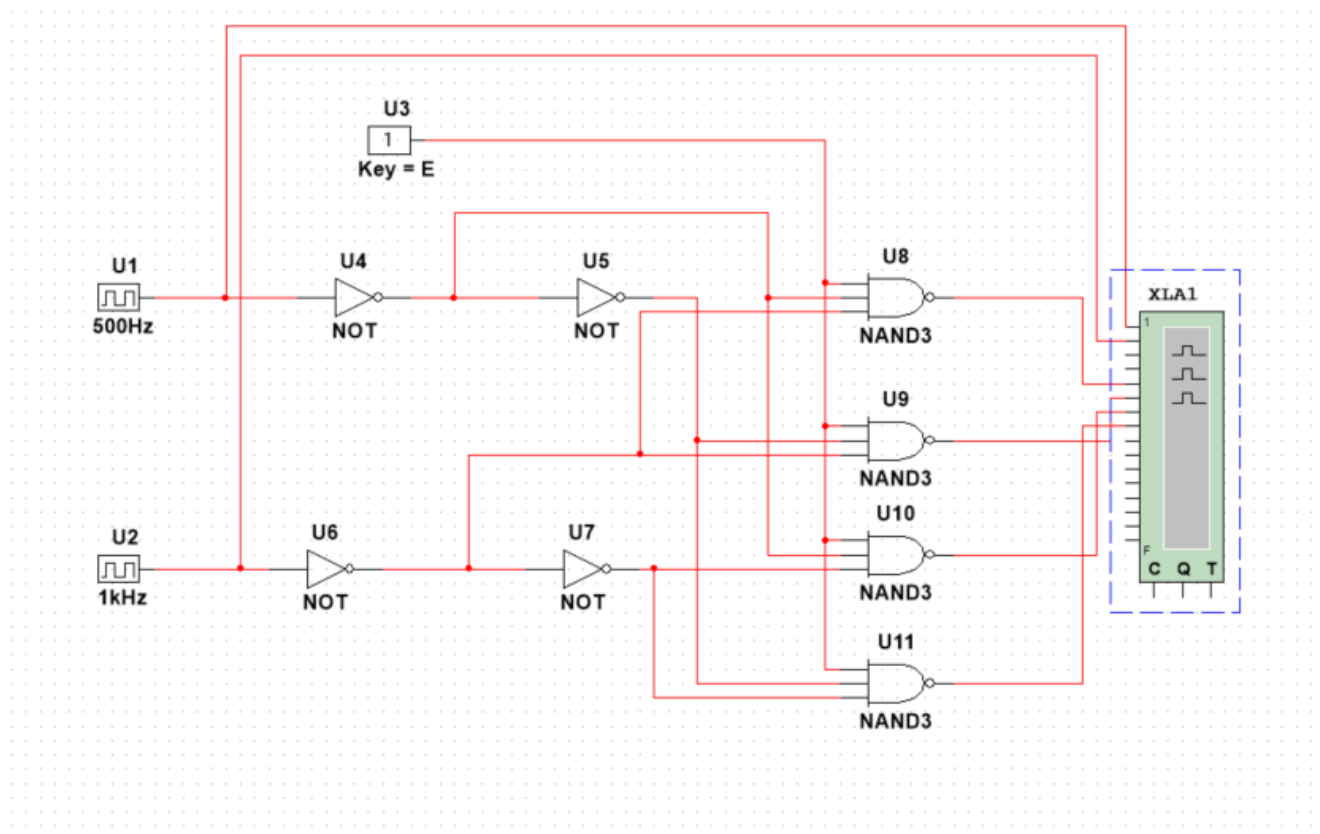 U3
1
Key = E
U1
500Hz
U4
NOT
U5
NOT
U8
NAND3
XLA1
1
U9
NAND3
U2
1kHz
U6
NOT
U7
NOT
U10
NAND3
F
C Q T
U11
NAND3